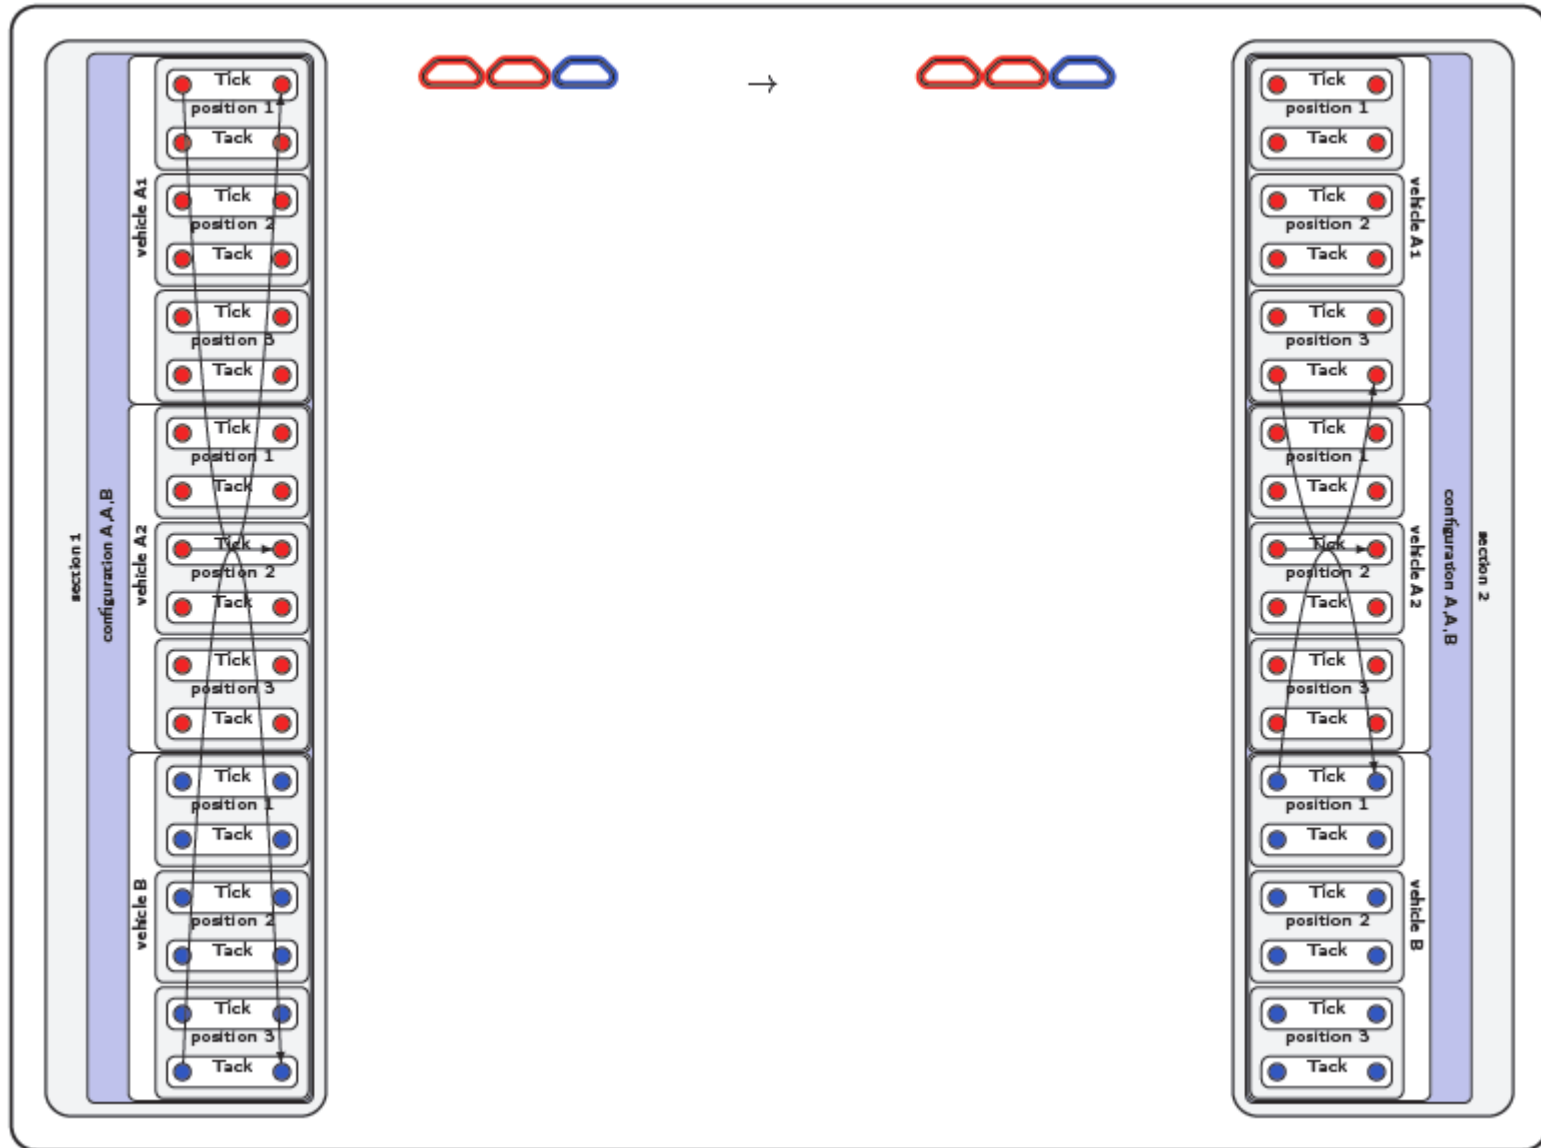 section 1
configuration A,A,B
vehicle A1
Tick
position 1
Tack
Tick
position 2
Tack
Tick
position 3
Tack
vehicle A2
Tick
position 1
Tack
Tick
position 2
Tack
Tick
position 3
Tack
vehicle B
Tick
position 1
Tack
Tick
position 2
Tack
Tick
position 3
Tack
→
Tick
position 1
Tack
Tick
position 2
Tack
Tick
position 3
Tack
vehicle A1
Tick
position 1
Tack
Tick
position 2
Tack
Tick
position 3
Tack
vehicle A2
Tick
position 1
Tack
Tick
position 2
Tack
Tick
position 3
Tack
vehicle B
configuration A,A,B
section 2